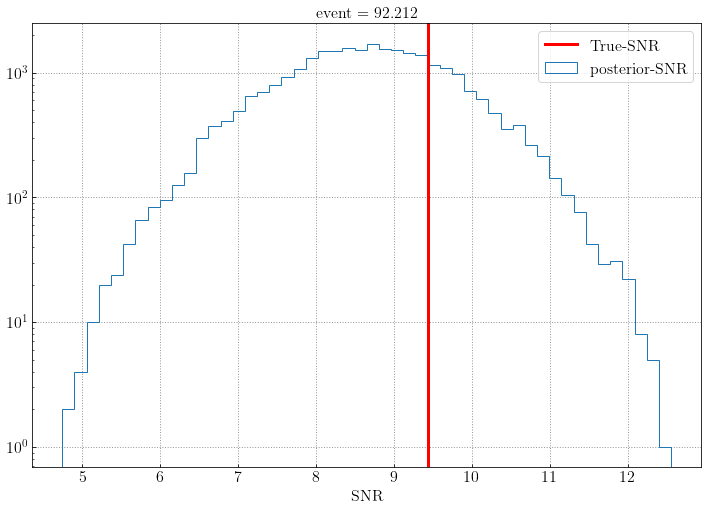 event = 92.212
True-SNR
posterior-SNR
10³
10²
10¹
10⁰
5 6 7 8 9 10 11 12
SNR